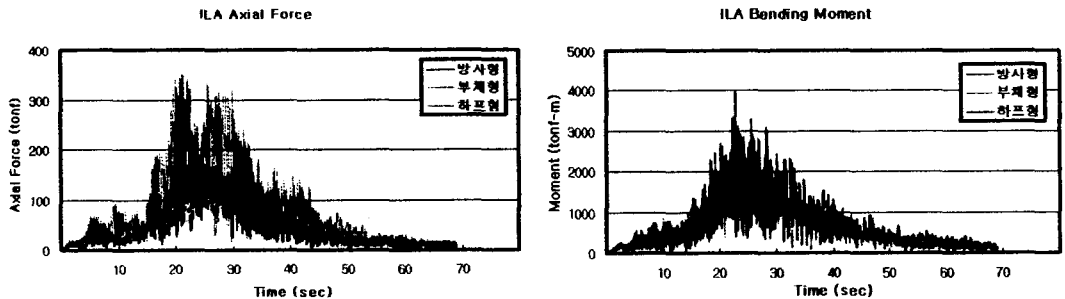 ILA Axial Force
400
300
200
100
0
Axial Force (tonf)
방사형
부채형
하프형
10 20 30 40 50 60 70
Time (sec)
ILA Bending Moment
5000
4000
3000
2000
1000
0
Moment (tonf-m)
방사형
부채형
하프형
10 20 30 40 50 60 70
Time (sec)